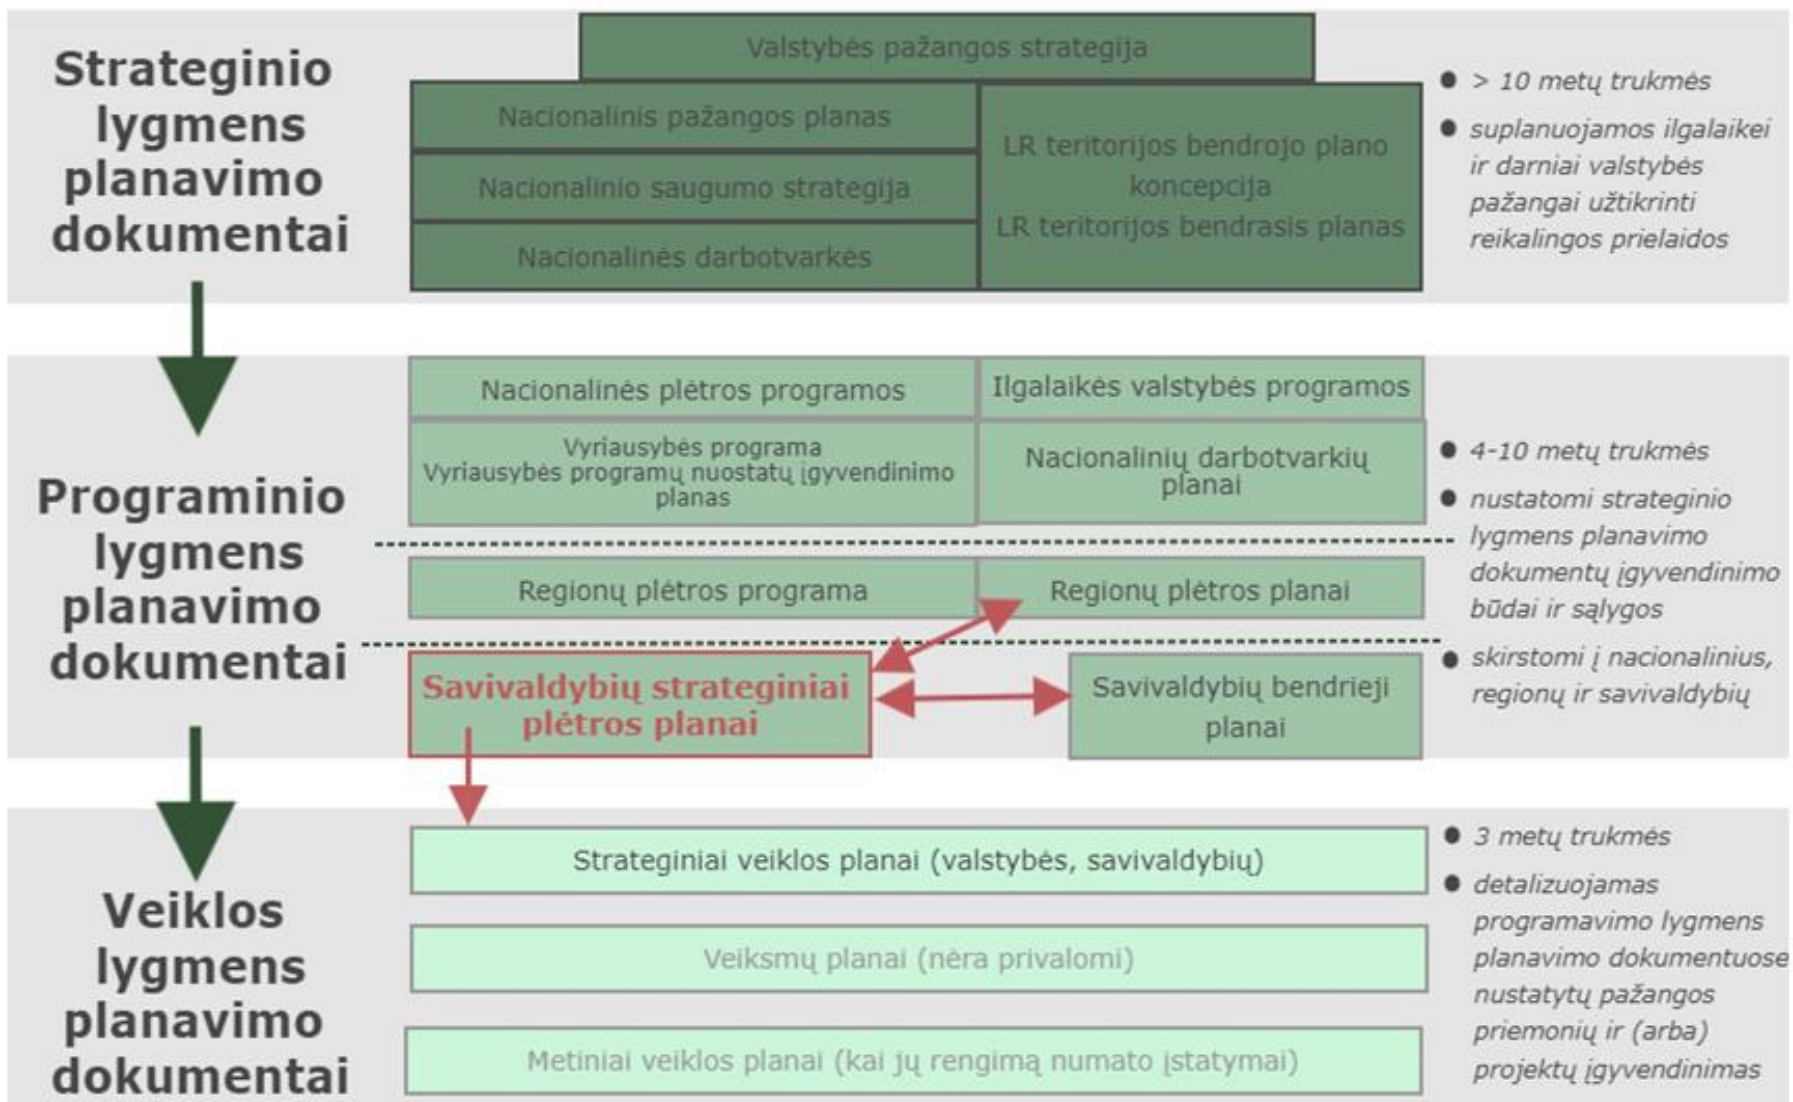 Strateginio
lygmens
planavimo
dokumentai
Valstybės pažangos strategija
Nacionalinis pažangos planas
Nacionalinio saugumo strategija
Nacionalinės darbotvarkės
LR teritorijos bendrojo plano
koncepcija
LR teritorijos bendrasis planas
● > 10 metų trukmės
● suplanuojamos ilgalaikei
ir darniai valstybės
pažangai užtikrinti
reikalingos prielaidos
Programinio
lygmens
planavimo
dokumentai
Nacionalinės plėtros programos
Ilgalaikės valstybės programos
Vyriausybės programa
Vyriausybės programų nuostatų įgyvendinimo
planas
Nacionalinių darbotvarkių
planai
Regionų plėtros programa
Regionų plėtros planai
Savivaldybių strateginiai
plėtros planai
Savivaldybių bendrieji
planai
● 4-10 metų trukmės
● nustatomi strateginio
lygmens planavimo
dokumentų įgyvendinimo
būdai ir sąlygos
● skirstomi į nacionalinius,
regionų ir savivaldybių
Veiklos
lygmens
planavimo
dokumentai
Strateginiai veiklos planai (valstybės, savivaldybių)
Veiksmų planai (nėra privalomi)
Metiniai veiklos planai (kai jų rengimą numato įstatymai)
● 3 metų trukmės
● detalizuojamas
programavimo lygmens
planavimo dokumentuose
nustatytų pažangos
priemonių ir (arba)
projektų įgyvendinimas